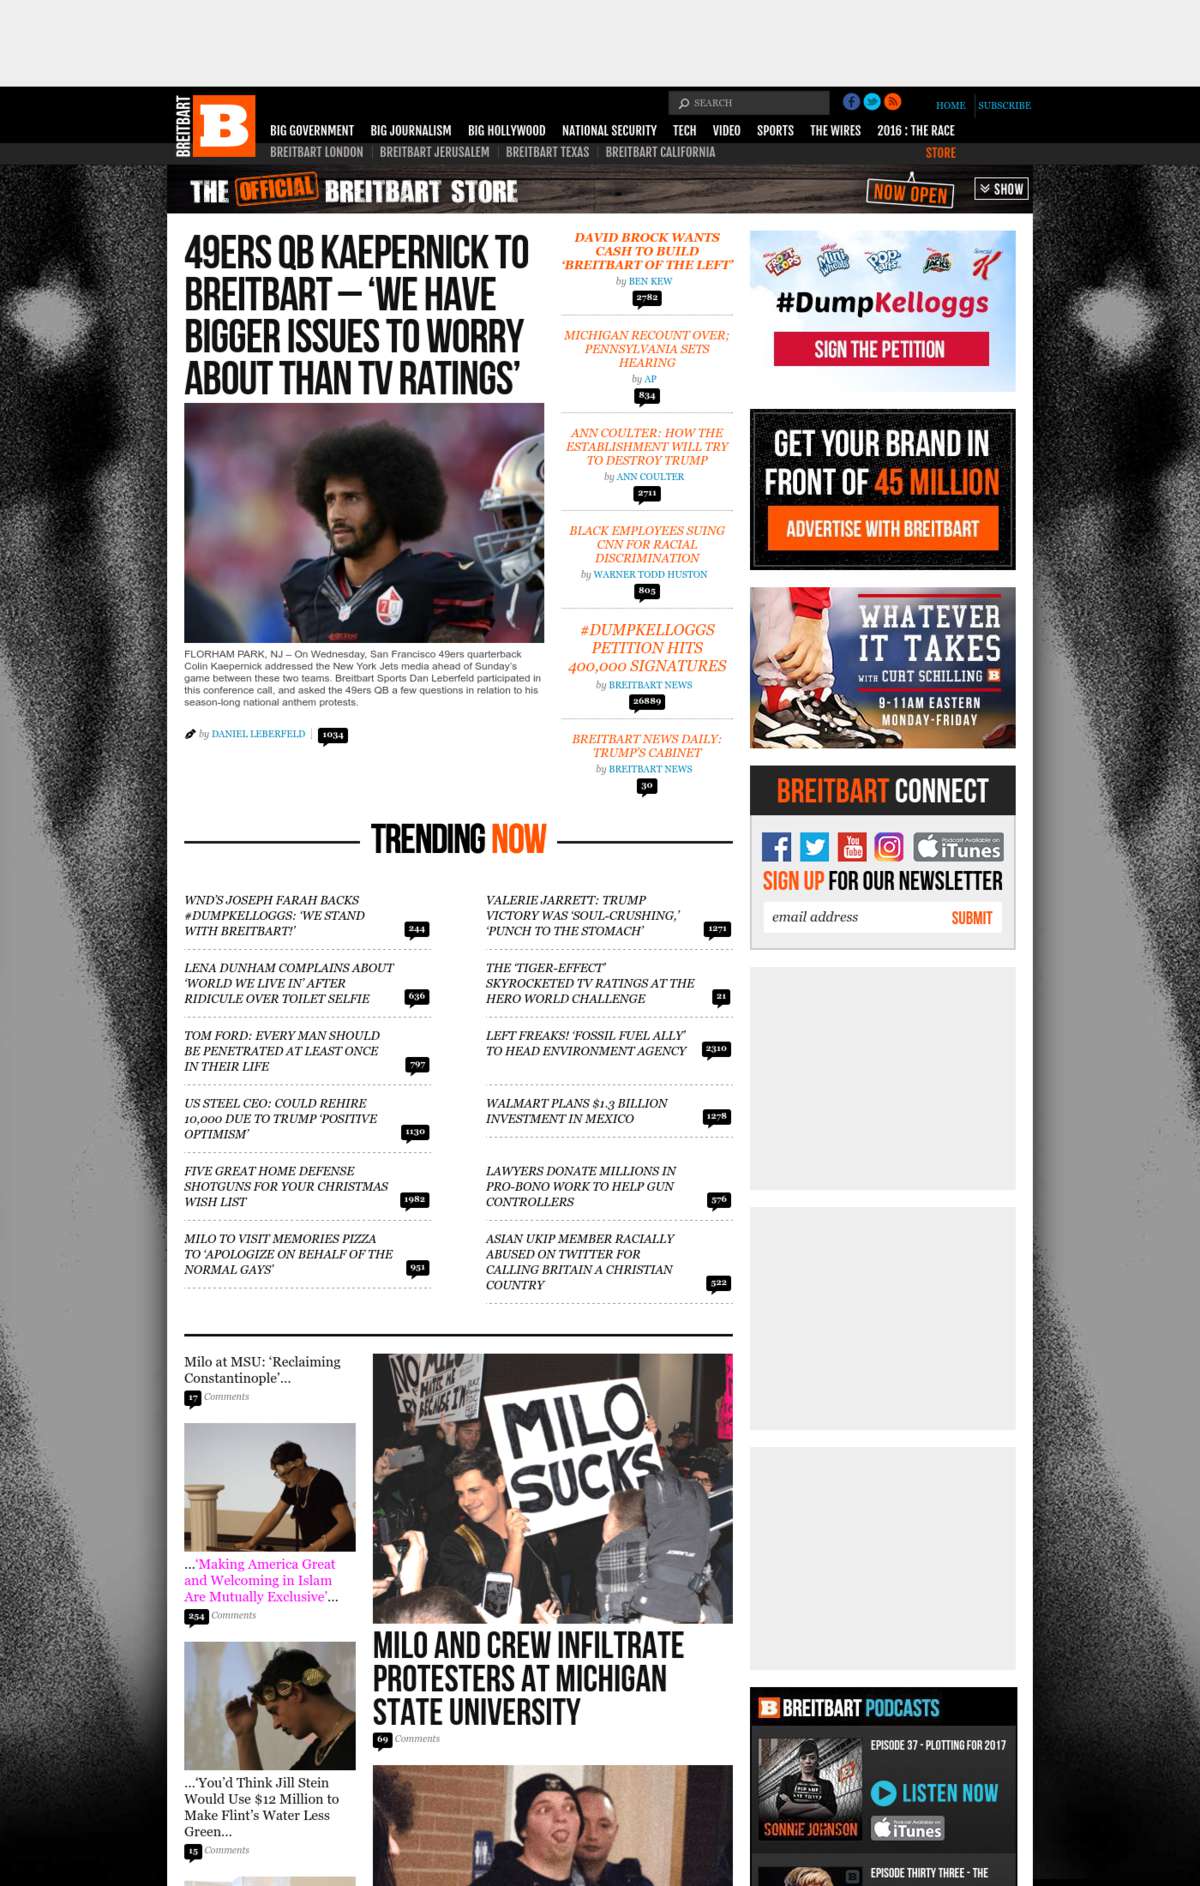 BREITBART
B
SEARCH
HOME
SUBSCRIBE
BIG GOVERNMENT
BIG JOURNALISM
BIG HOLLYWOOD
NATIONAL SECURITY
TECH
VIDEO
SPORTS
THE WIRES
2016 : THE RACE
BREITBART LONDON
BREITBART JERUSALEM
BREITBART TEXAS
BREITBART CALIFORNIA
STORE
THE OFFICIAL BREITBART STORE
NOW OPEN
SHOW
49ERS QB KAEPERNICK TO
BREITBART – ‘WE HAVE
BIGGER ISSUES TO WORRY
ABOUT THAN TV RATINGS’
FLORHAM PARK, NJ – On Wednesday, San Francisco 49ers quarterback
Colin Kaepernick addressed the New York Jets media ahead of Sunday’s
game between these two teams. Breitbart Sports Dan Leberfeld participated in
this conference call, and asked the 49ers QB a few questions in relation to his
season-long national anthem protests.
by DANIEL LEBERFELD
1034
DAVID BROCK WANTS
CASH TO BUILD
‘BREITBART OF THE LEFT’
by BEN KEW
2782
MICHIGAN RECOUNT OVER;
PENNSYLVANIA SETS
HEARING
by AP
834
ANN COULTER: HOW THE
ESTABLISHMENT WILL TRY
TO DESTROY TRUMP
by ANN COULTER
2711
BLACK EMPLOYEES SUING
CNN FOR RACIAL
DISCRIMINATION
by WARNER TODD HUSTON
805
#DUMPKELLOGGS
PETITION HITS
400,000 SIGNATURES
by BREITBART NEWS
26889
BREITBART NEWS DAILY:
TRUMP’S CABINET
by BREITBART NEWS
30
#DumpKelloggs
SIGN THE PETITION
GET YOUR BRAND IN
FRONT OF 45 MILLION
ADVERTISE WITH BREITBART
WHATEVER
IT TAKES
WITH CURT SCHILLING B
9-11AM EASTERN
MONDAY-FRIDAY
BREITBART CONNECT
You Tube
Podcast Available on
iTunes
SIGN UP FOR OUR NEWSLETTER
email address
SUBMIT
TRENDING NOW
WND’S JOSEPH FARAH BACKS
#DUMPKELLOGGS: ‘WE STAND
WITH BREITBART!’
244
VALERIE JARRETT: TRUMP
VICTORY WAS ‘SOUL-CRUSHING,’
‘PUNCH TO THE STOMACH’
1271
LENA DUNHAM COMPLAINS ABOUT
‘WORLD WE LIVE IN’ AFTER
RIDICULE OVER TOILET SELFIE
636
THE ‘TIGER-EFFECT’
SKYROCKETED TV RATINGS AT THE
HERO WORLD CHALLENGE
21
TOM FORD: EVERY MAN SHOULD
BE PENETRATED AT LEAST ONCE
IN THEIR LIFE
797
LEFT FREAKS! ‘FOSSIL FUEL ALLY’
TO HEAD ENVIRONMENT AGENCY
2310
US STEEL CEO: COULD REHIRE
10,000 DUE TO TRUMP ‘POSITIVE
OPTIMISM’
1130
WALMART PLANS $1.3 BILLION
INVESTMENT IN MEXICO
1278
FIVE GREAT HOME DEFENSE
SHOTGUNS FOR YOUR CHRISTMAS
WISH LIST
1982
LAWYERS DONATE MILLIONS IN
PRO-BONO WORK TO HELP GUN
CONTROLLERS
576
MILO TO VISIT MEMORIES PIZZA
TO ‘APOLOGIZE ON BEHALF OF THE
NORMAL GAYS’
951
ASIAN UKIP MEMBER RACIALLY
ABUSED ON TWITTER FOR
CALLING BRITAIN A CHRISTIAN
COUNTRY
522
Milo at MSU: ‘Reclaiming
Constantinople’…
17 Comments
…‘Making America Great
and Welcoming in Islam
Are Mutually Exclusive’…
254 Comments
…‘You’d Think Jill Stein
Would Use $12 Million to
Make Flint’s Water Less
Green…
15 Comments
NO MILO
HATE ME
BECAUSE IM
MILO
SUCKS
MILO AND CREW INFILTRATE
PROTESTERS AT MICHIGAN
STATE UNIVERSITY
69 Comments
B BREITBART PODCASTS
EPISODE 37 - PLOTTING FOR 2017
LISTEN NOW
SONNIE JOHNSON
iTunes
EPISODE THIRTY THREE - THE